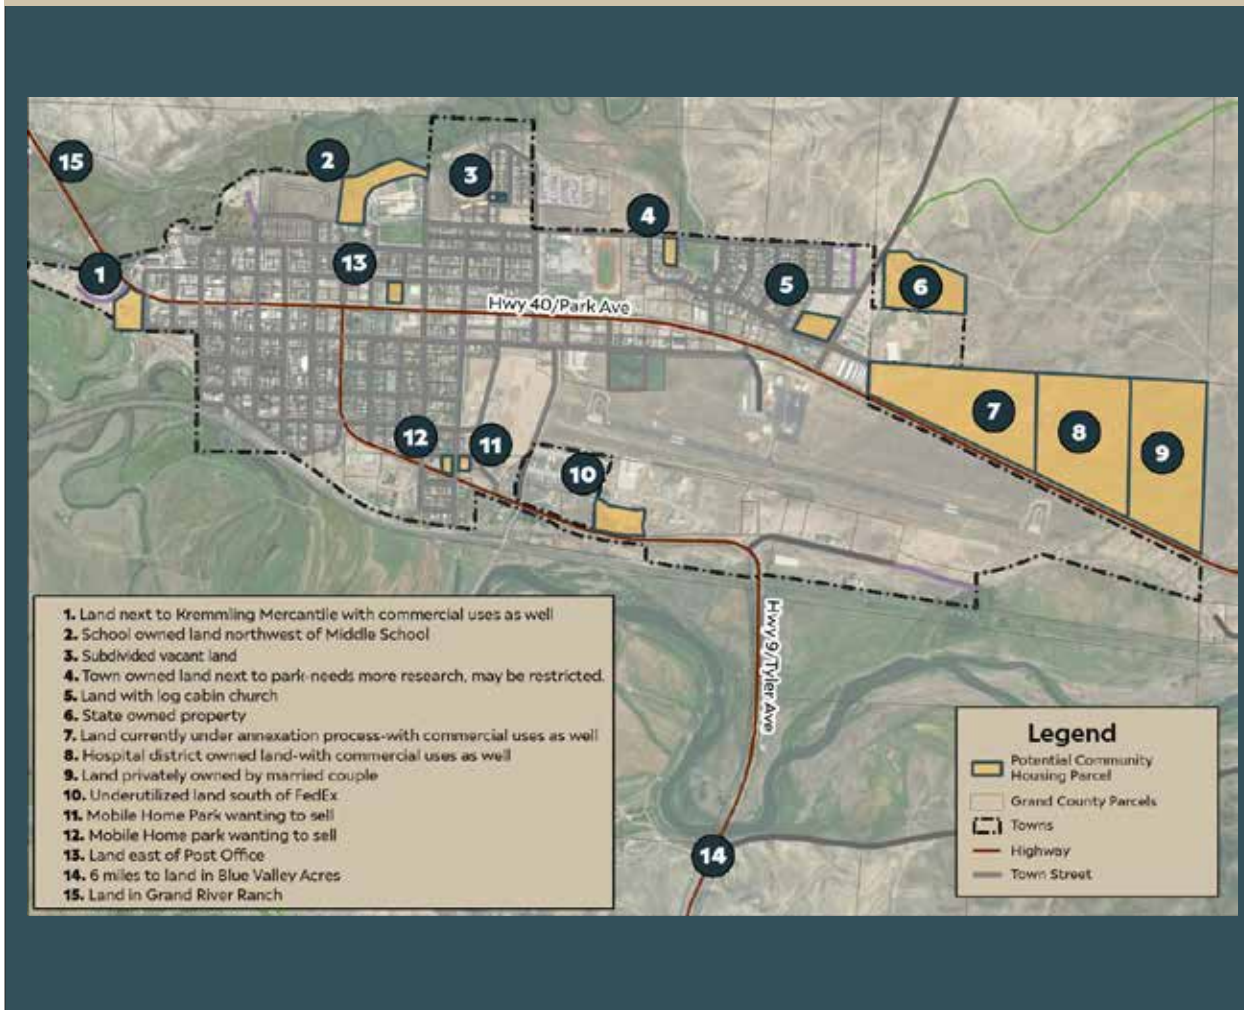 15
2
3
4
13
1
5
6
Hwy 40/Park Ave
7
8
9
12
11
10
Hwy 9/Tyler Ave
14
1. Land next to Kremmling Mercantile with commercial uses as well
2. School owned land northwest of Middle School
3. Subdivided vacant land
4. Town owned land next to park-needs more research, may be restricted.
5. Land with log cabin church
6. State owned property
7. Land currently under annexation process-with commercial uses as well
8. Hospital district owned land-with commercial uses as well
9. Land privately owned by married couple
10. Underutilized land south of FedEx
11. Mobile Home Park wanting to sell
12. Mobile Home park wanting to sell
13. Land east of Post Office
14. 6 miles to land in Blue Valley Acres
15. Land in Grand River Ranch
Legend
Potential Community
Housing Parcel
Grand County Parcels
Towns
Highway
Town Street